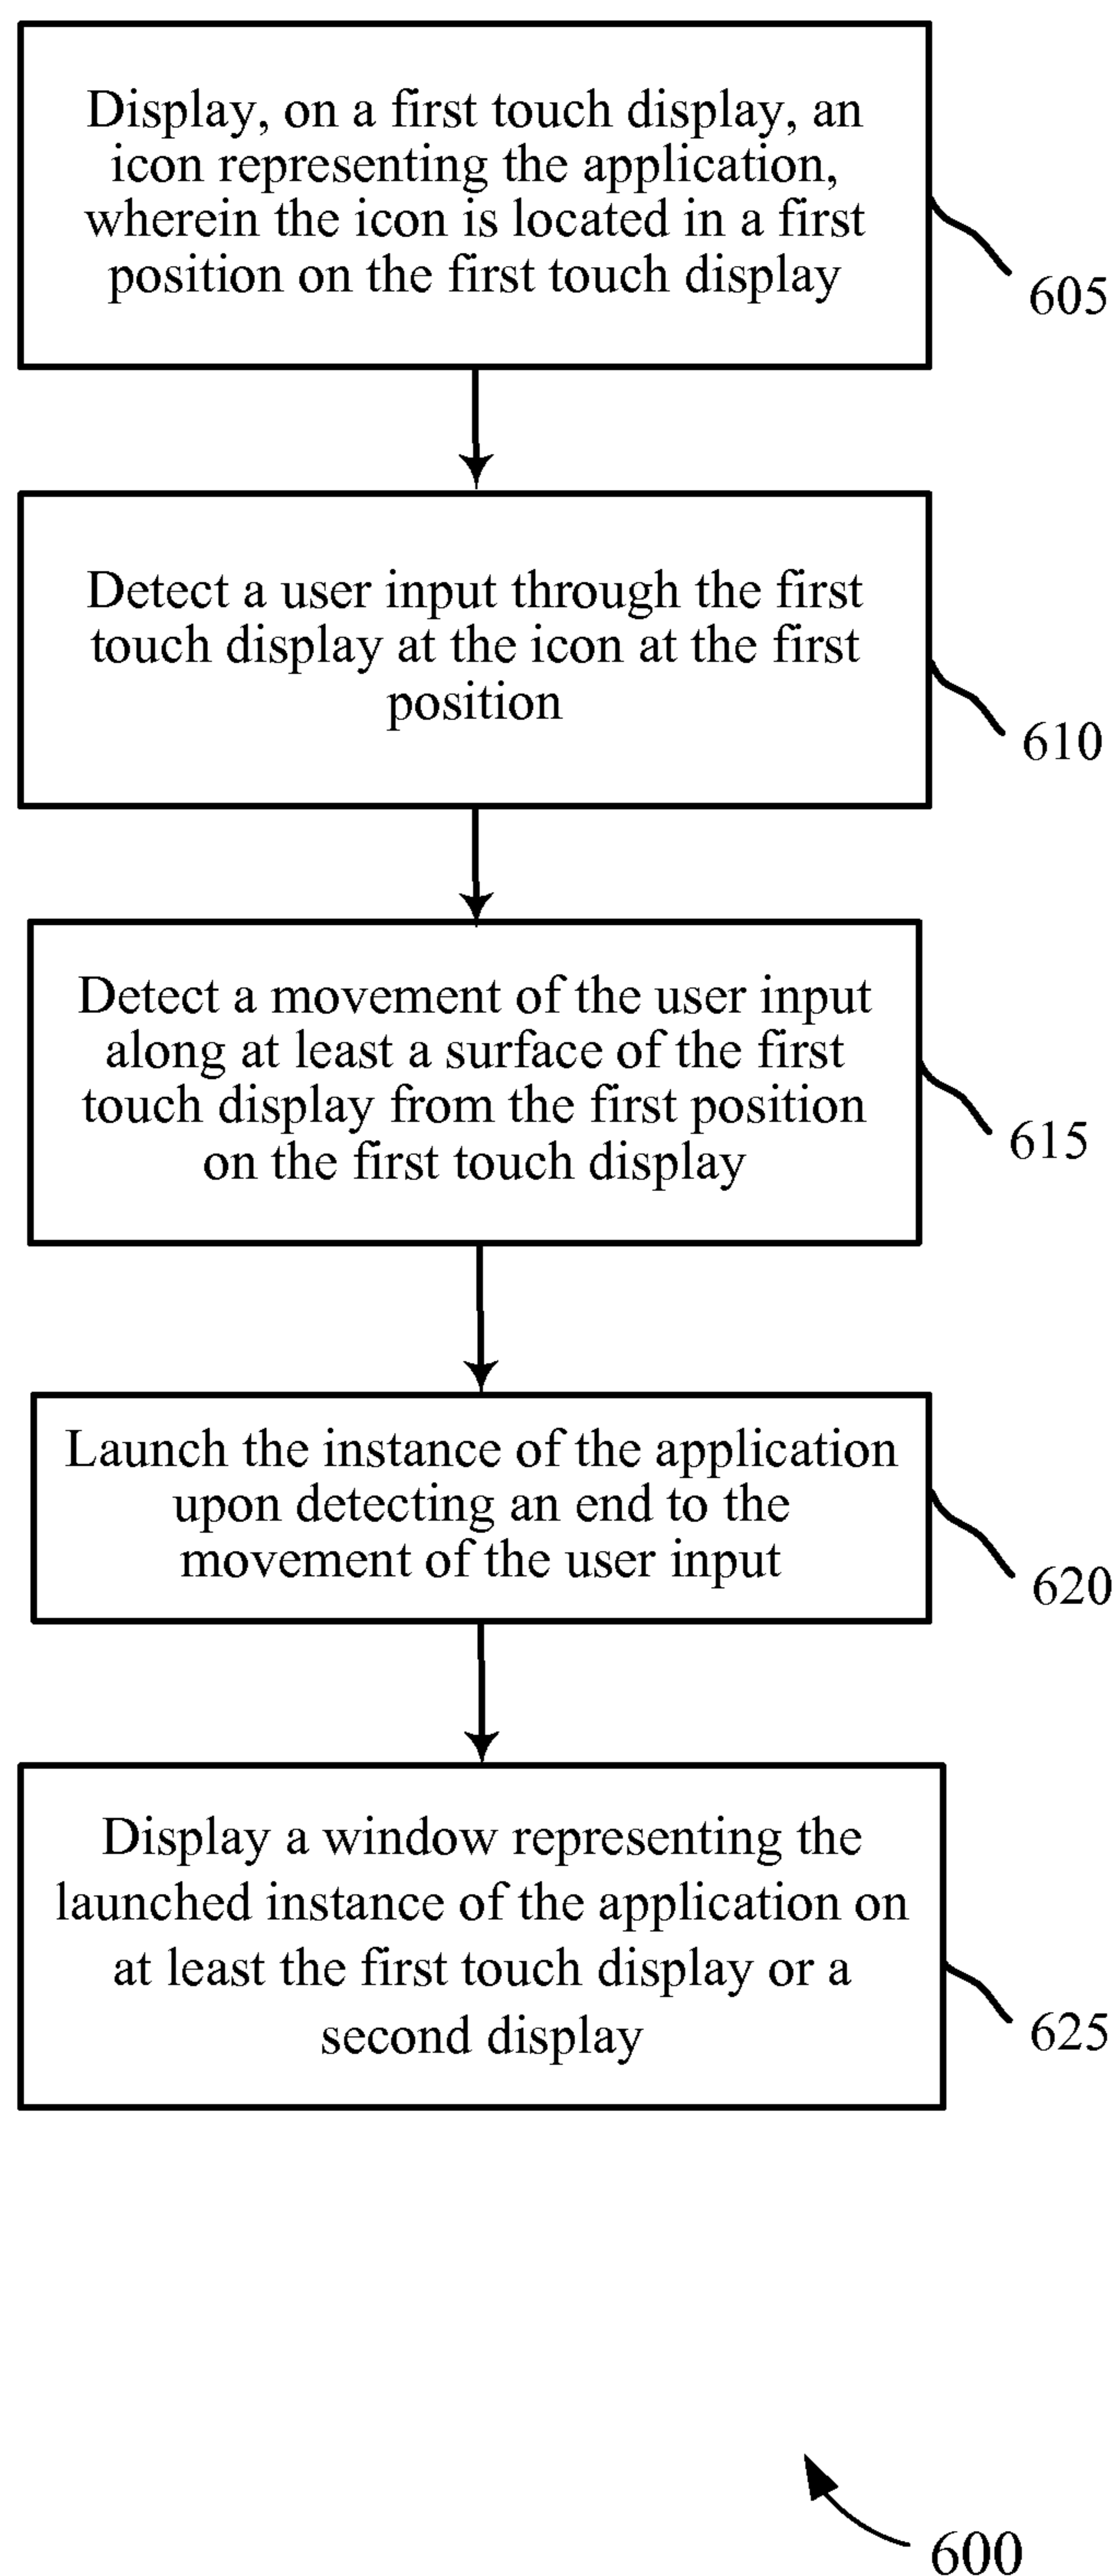 Display, on a first touch display, an
icon representing the application,
wherein the icon is located in a first
position on the first touch display
605
Detect a user input through the first
touch display at the icon at the first
position
610
Detect a movement of the user input
along at least a surface of the first
touch display from the first position
on the first touch display
615
Launch the instance of the application
upon detecting an end to the
movement of the user input
620
Display a window representing the
launched instance of the application on
at least the first touch display or a
second display
625
600